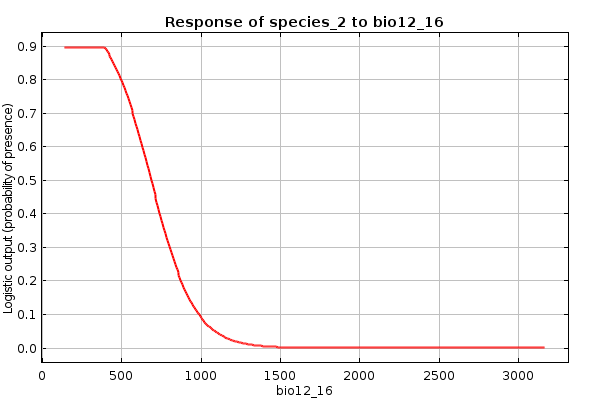 Response of species_2 to bio12_16
Logistic output (probability of presence)
0.9
0.8
0.7
0.6
0.5
0.4
0.3
0.2
0.1
0.0
0 500 1000 1500 2000 2500 3000
bio12_16